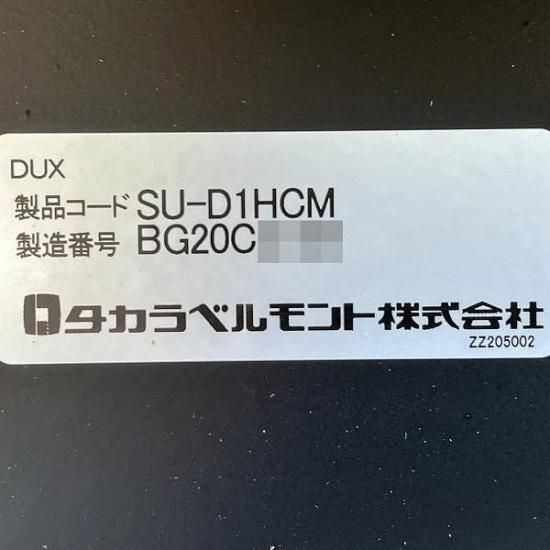 DUX
製品コード SU-D1HCM
製造番号 BG20C
タカラベルモント株式会社
ZZ205002